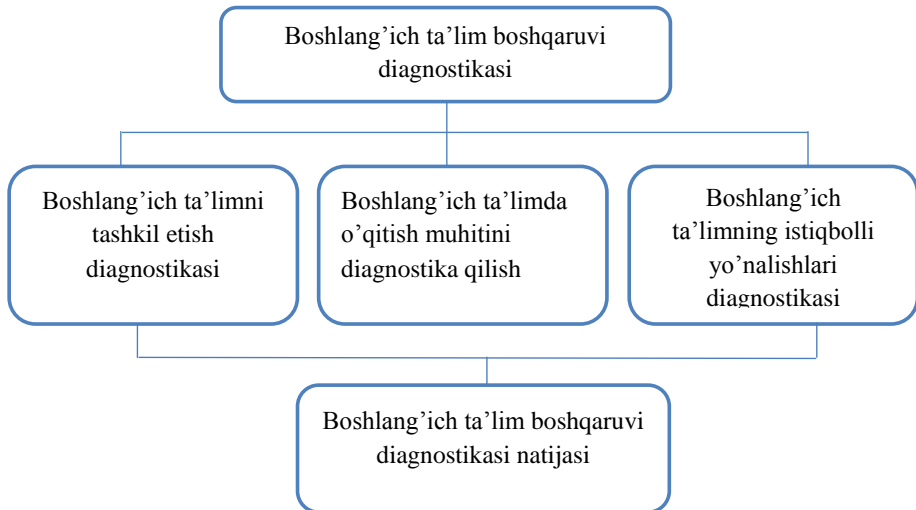 Boshlang’ich ta’lim boshqaruvi
diagnostikasi
Boshlang’ich ta’limni
tashkil etish
diagnostikasi
Boshlang’ich ta’limda
o’qitish muhitini
diagnostika qilish
Boshlang’ich
ta’limning istiqbolli
yo’nalishlari
diagnostikasi
Boshlang’ich ta’lim boshqaruvi
diagnostikasi natijasi